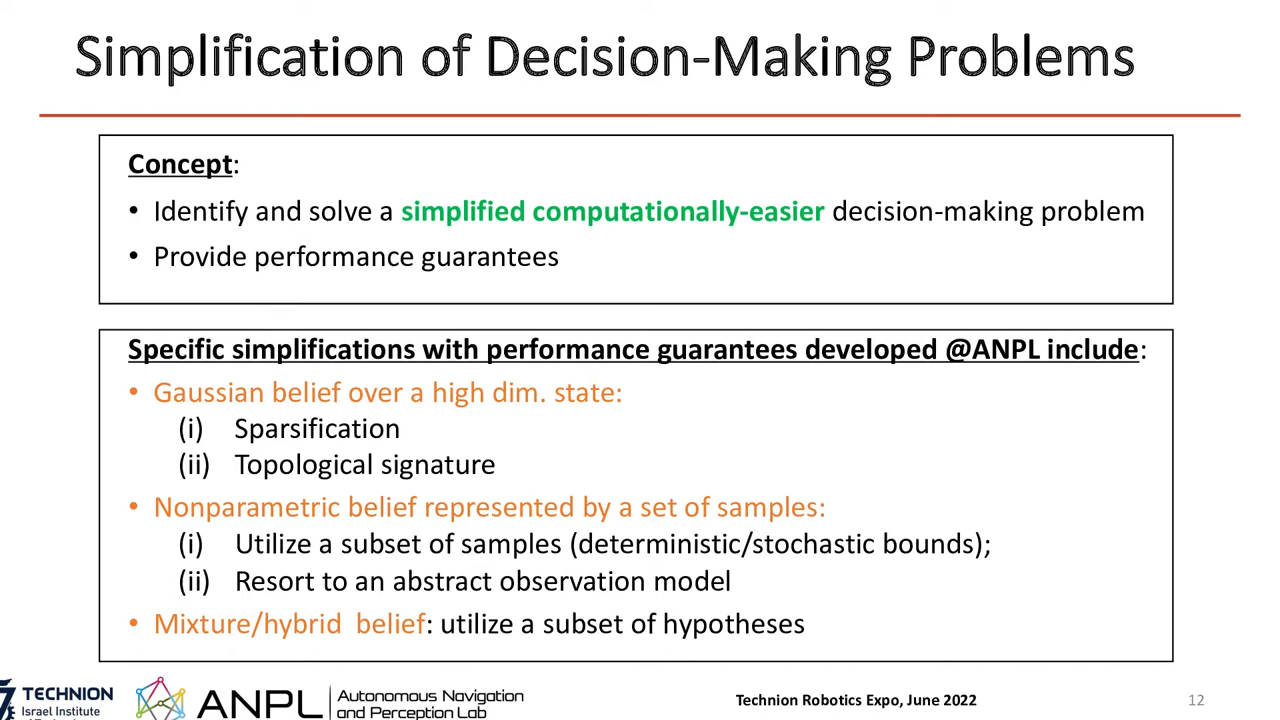 Simplification of Decision-Making Problems
Concept:
• Identify and solve a simplified computationally-easier decision-making problem
• Provide performance guarantees
Specific simplifications with performance guarantees developed @ANPL include:
• Gaussian belief over a high dim. state:
(i) Sparsification
(ii) Topological signature
• Nonparametric belief represented by a set of samples:
(i) Utilize a subset of samples (deterministic/stochastic bounds);
(ii) Resort to an abstract observation model
• Mixture/hybrid belief: utilize a subset of hypotheses
TECHNION
Israel Institute
ANPL
Autonomous Navigation
and Perception Lab
Technion Robotics Expo, June 2022
12